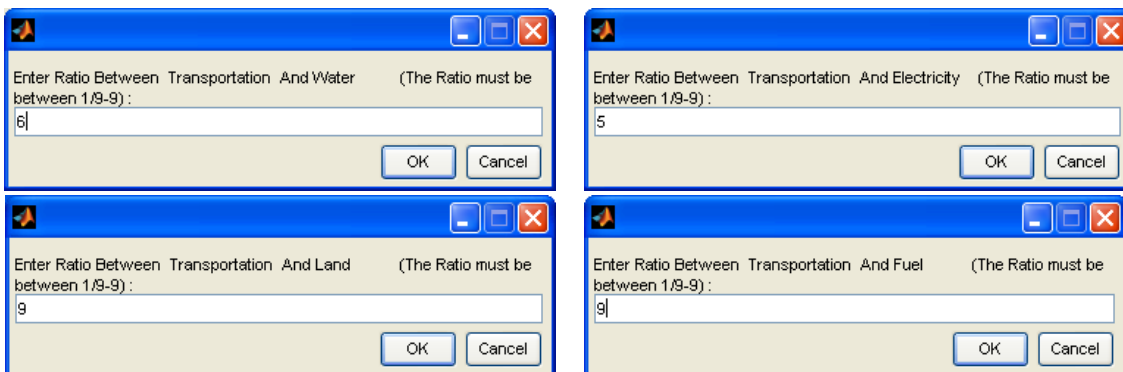 Enter Ratio Between Transportation And Water (The Ratio must be
between 1/9-9) :
6
OK Cancel
Enter Ratio Between Transportation And Electricity (The Ratio must be
between 1/9-9) :
5
OK Cancel
Enter Ratio Between Transportation And Land (The Ratio must be
between 1/9-9) :
9
OK Cancel
Enter Ratio Between Transportation And Fuel (The Ratio must be
between 1/9-9) :
9
OK Cancel